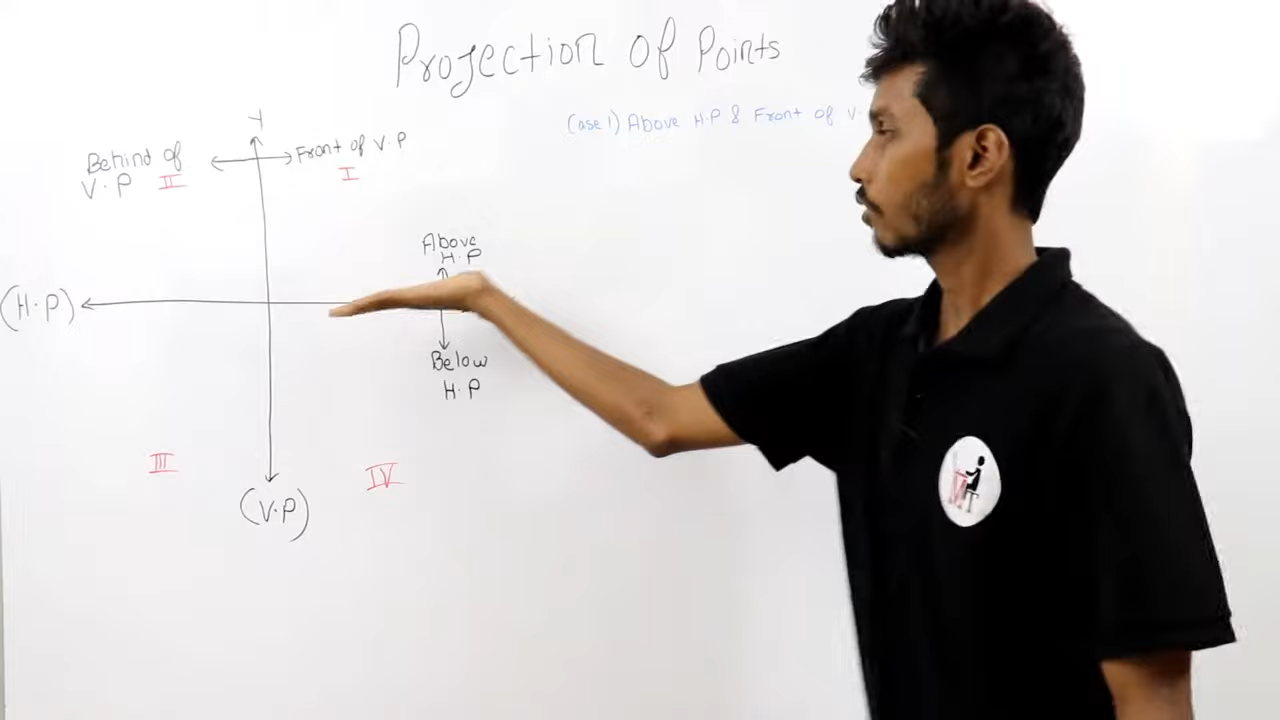 Projection of Points
(Case 1) Above H.P & Front of V.
Y
Behind of
V.P II
Front of V.P
I
Above
H.P
(H.P)
Below
H.P
III
IV
(V.P)